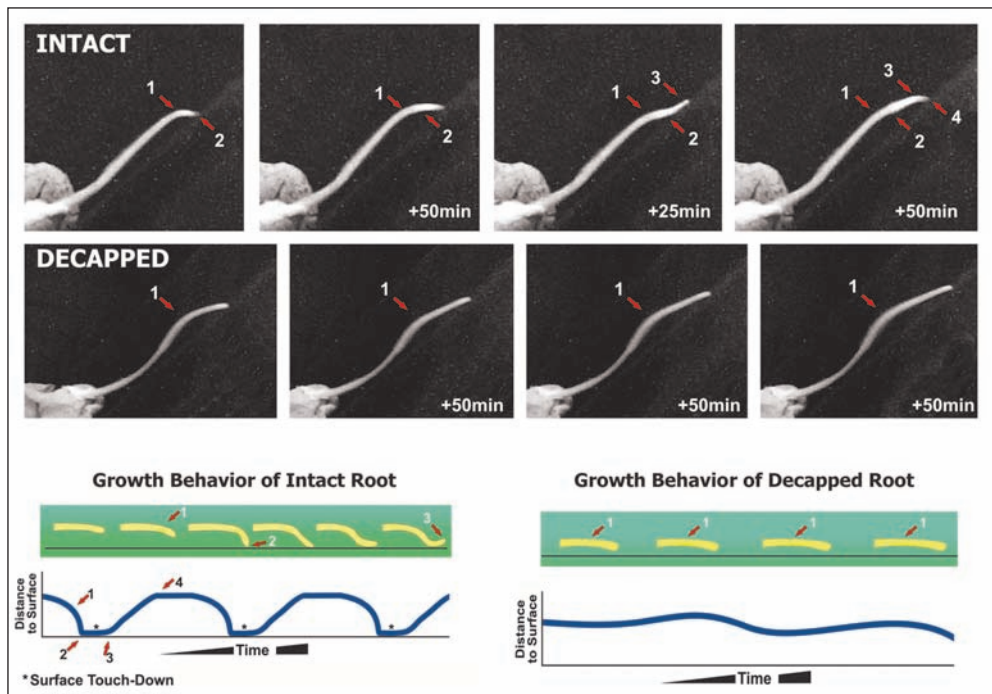 INTACT
1
2
1
2
+50min
1
3
2
+25min
1
3
2
4
+50min
DECAPPED
1
1
+50min
1
+50min
1
+50min
Growth Behavior of Intact Root
1
2
3
Distance
to Surface
1
2
3
4
*
*
*
Time
*Surface Touch-Down
Growth Behavior of Decapped Root
1
1
1
1
Distance
to Surface
Time